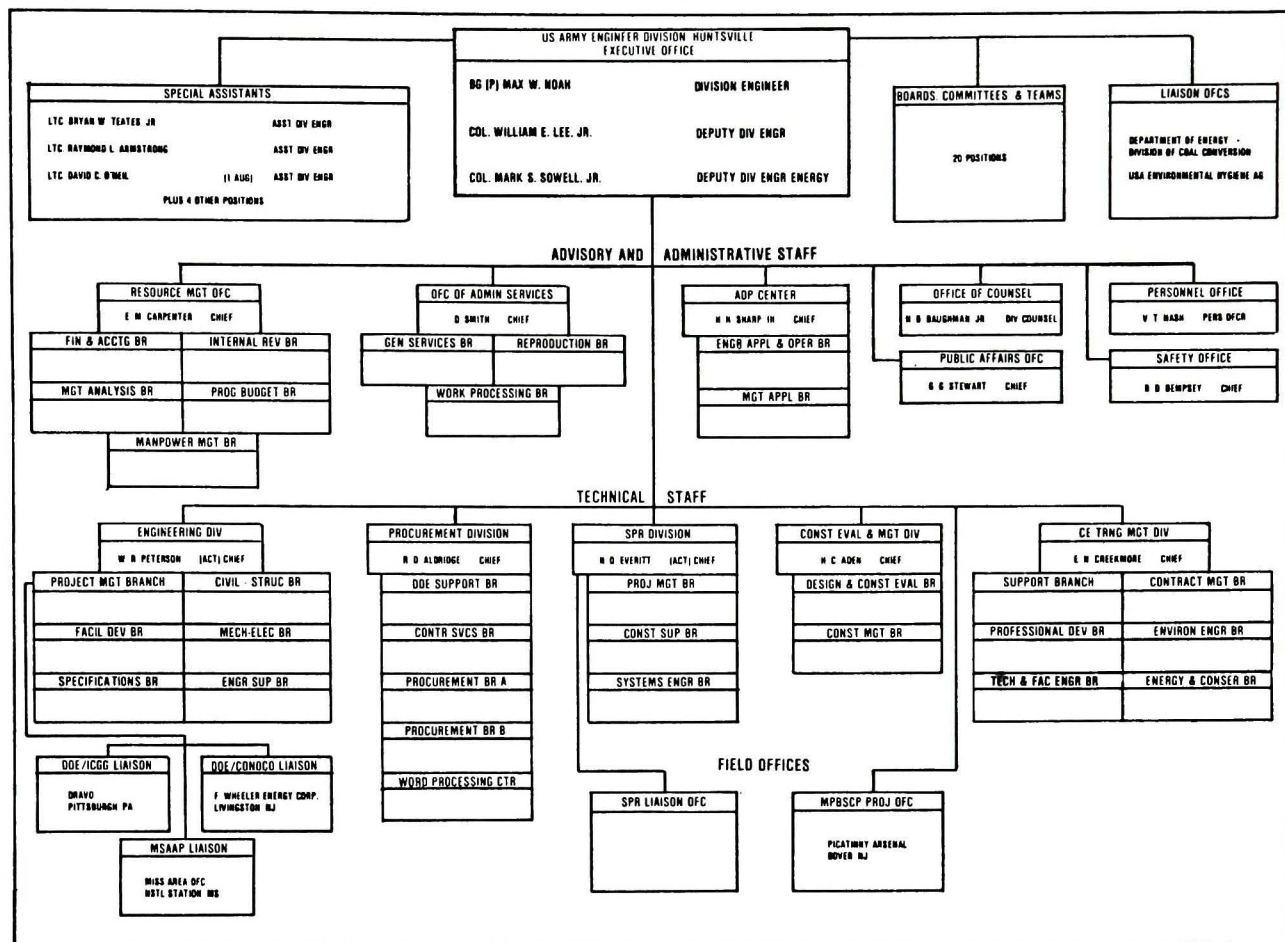 US ARMY ENGINEER DIVISION HUNTSVILLE
EXECUTIVE OFFICE
BG (P) MAX W. NOAH DIVISION ENGINEER
COL. WILLIAM E. LEE, JR. DEPUTY DIV ENGR
COL. MARK S. SOWELL, JR. DEPUTY DIV ENGR ENERGY
SPECIAL ASSISTANTS
LTC BRYAN W TEATES JR ASST DIV ENGR
LTC RAYMOND L ARMSTRONG ASST DIV ENGR
LTC DAVID C. O'NEIL (1 AUG) ASST DIV ENGR
PLUS 4 OTHER POSITIONS
BOARDS, COMMITTEES & TEAMS
20 POSITIONS
LIAISON OFCS
DEPARTMENT OF ENERGY -
DIVISION OF COAL CONVERSION
USA ENVIRONMENTAL HYGIENE AG
ADVISORY AND ADMINISTRATIVE STAFF
RESOURCE MGT OFC
E M CARPENTER CHIEF
FIN & ACCTG BR
INTERNAL REV BR
MGT ANALYSIS BR
PROG BUDGET BR
MANPOWER MGT BR
OFC OF ADMIN SERVICES
D SMITH CHIEF
GEN SERVICES BR
REPRODUCTION BR
WORK PROCESSING BR
ADP CENTER
H H SHARP III CHIEF
ENGR APPL & OPER BR
MGT APPL BR
OFFICE OF COUNSEL
BAUGHMAN JR DIV COUNSEL
PUBLIC AFFAIRS OFC
G G STEWART CHIEF
PERSONNEL OFFICE
V T NASH PERS OFCR
SAFETY OFFICE
DEMPSEY CHIEF
TECHNICAL STAFF
ENGINEERING DIV
W R PETERSON (ACT) CHIEF
PROJECT MGT BRANCH
CIVIL - STRUC BR
FACIL DEV BR
MECH-ELEC BR
SPECIFICATIONS BR
ENGR SUP BR
PROCUREMENT DIVISION
R D ALDRIDGE CHIEF
DOE SUPPORT BR
CONTR SVCS BR
PROCUREMENT BR A
PROCUREMENT BR B
WORD PROCESSING CTR
SPR DIVISION
EVERITT (ACT) CHIEF
PROJ MGT BR
CONST SUP BR
SYSTEMS ENGR BR
CONST EVAL & MGT DIV
H C ADEN CHIEF
DESIGN & CONST EVAL BR
CONST MGT BR
CE TRNG MGT DIV
CREEKMORE CHIEF
SUPPORT BRANCH
CONTRACT MGT BR
PROFESSIONAL DEV BR
ENVIRON ENGR BR
TECH & FAC ENGR BR
ENERGY & CONSER BR
DOE/ICGG LIAISON
DRAVO
PITTSBURGH PA
DOE/CONOCO LIAISON
F WHEELER ENERGY CORP.
LIVINGSTON NJ
MSAAP LIAISON
MISS AREA OFC
NSTL STATION MS
FIELD OFFICES
SPR LIAISON OFC
MPBSCP PROJ OFC
PICATINNY ARSENAL
DOVER NJ